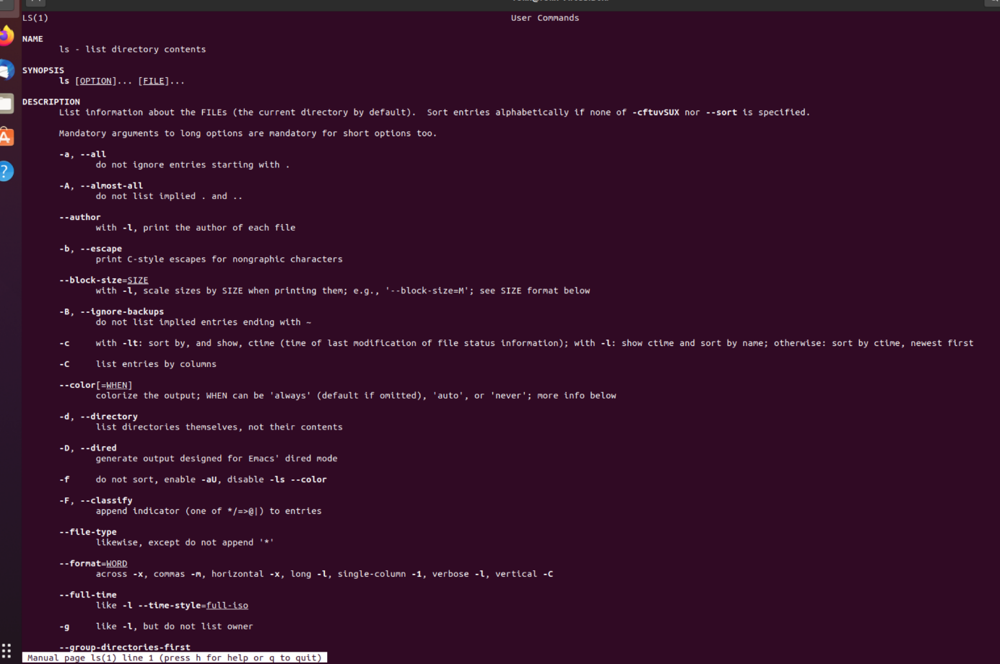 LS(1) User Commands
NAME
ls - list directory contents
SYNOPSIS
ls [OPTION]... [FILE]...
DESCRIPTION
List information about the FILEs (the current directory by default).  Sort entries alphabetically if none of -cftuvSUX nor --sort is specified.
Mandatory arguments to long options are mandatory for short options too.
-a, --all
do not ignore entries starting with .
-A, --almost-all
do not list implied . and ..
--author
with -l, print the author of each file
-b, --escape
print C-style escapes for nongraphic characters
--block-size=SIZE
with -l, scale sizes by SIZE when printing them; e.g., '--block-size=M'; see SIZE format below
-B, --ignore-backups
do not list implied entries ending with ~
-c with -lt: sort by, and show, ctime (time of last modification of file status information); with -l: show ctime and sort by name; otherwise: sort by ctime, newest first
-C list entries by columns
--color[=WHEN]
colorize the output; WHEN can be 'always' (default if omitted), 'auto', or 'never'; more info below
-d, --directory
list directories themselves, not their contents
-D, --dired
generate output designed for Emacs' dired mode
-f do not sort, enable -aU, disable -ls --color
-F, --classify
append indicator (one of */=>@|) to entries
--file-type
likewise, except do not append '*'
--format=WORD
across -x, commas -m, horizontal -x, long -l, single-column -1, verbose -l, vertical -C
--full-time
like -l --time-style=full-iso
-g like -l, but do not list owner
--group-directories-first
Manual page ls(1) line 1 (press h for help or q to quit)